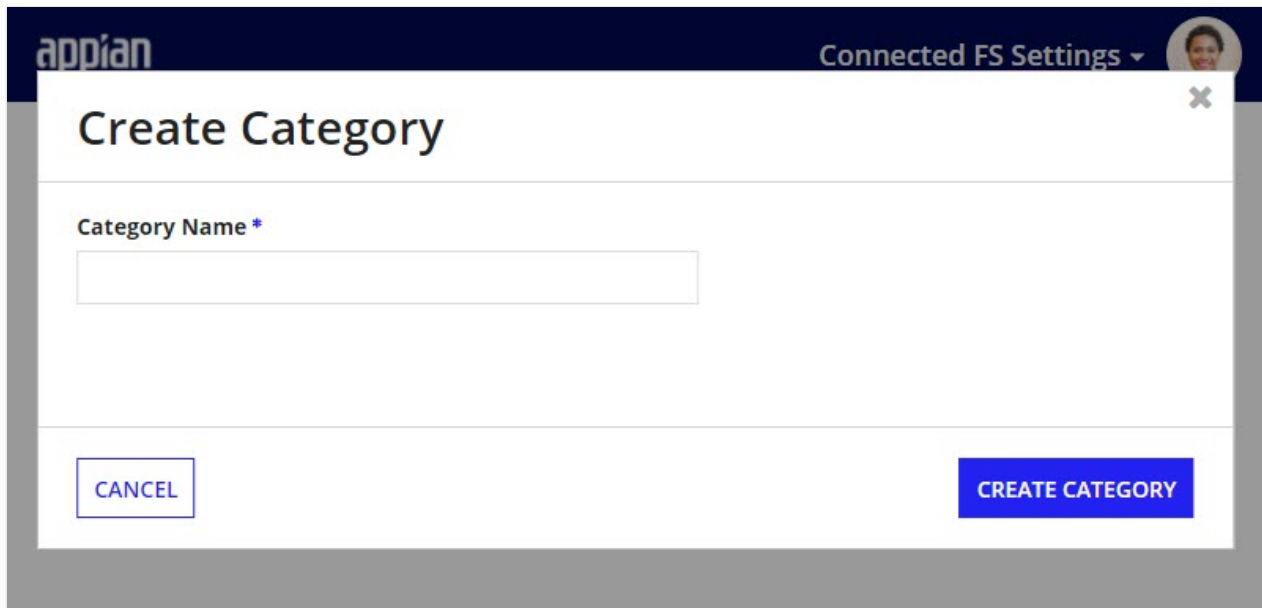 appian
Connected FS Settings
Create Category
Category Name *
CANCEL
CREATE CATEGORY